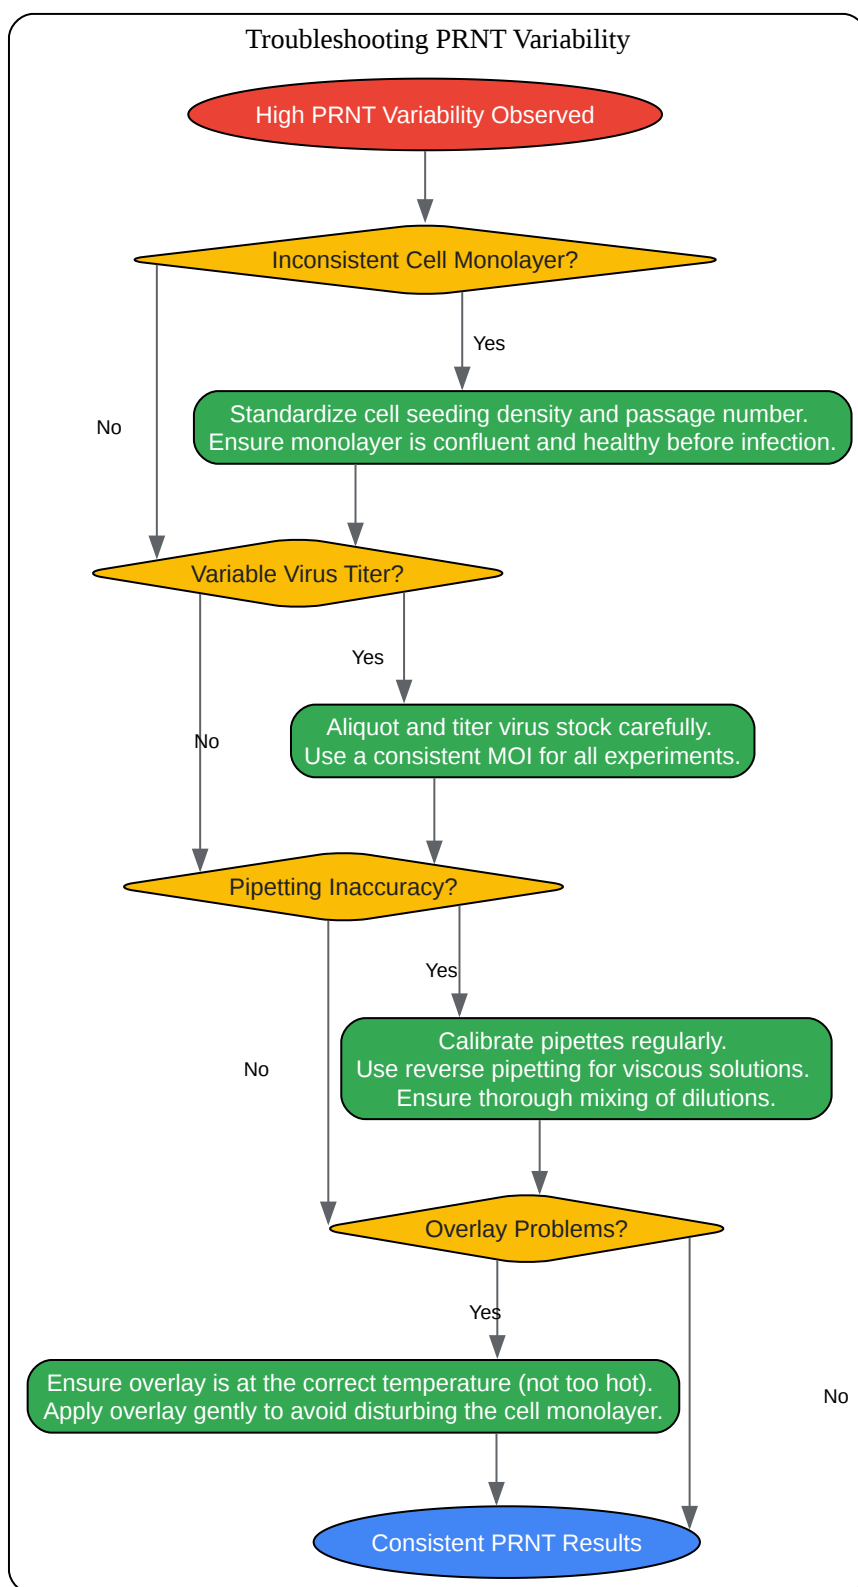 Troubleshooting PRNT Variability
High PRNT Variability Observed
Inconsistent Cell Monolayer?
Yes
No
Standardize cell seeding density and passage number.
Ensure monolayer is confluent and healthy before infection.
Variable Virus Titer?
Yes
No
Aliquot and titer virus stock carefully.
Use a consistent MOI for all experiments.
Pipetting Inaccuracy?
Yes
No
Calibrate pipettes regularly.
Use reverse pipetting for viscous solutions.
Ensure thorough mixing of dilutions.
Overlay Problems?
Yes
No
Ensure overlay is at the correct temperature (not too hot).
Apply overlay gently to avoid disturbing the cell monolayer.
Consistent PRNT Results